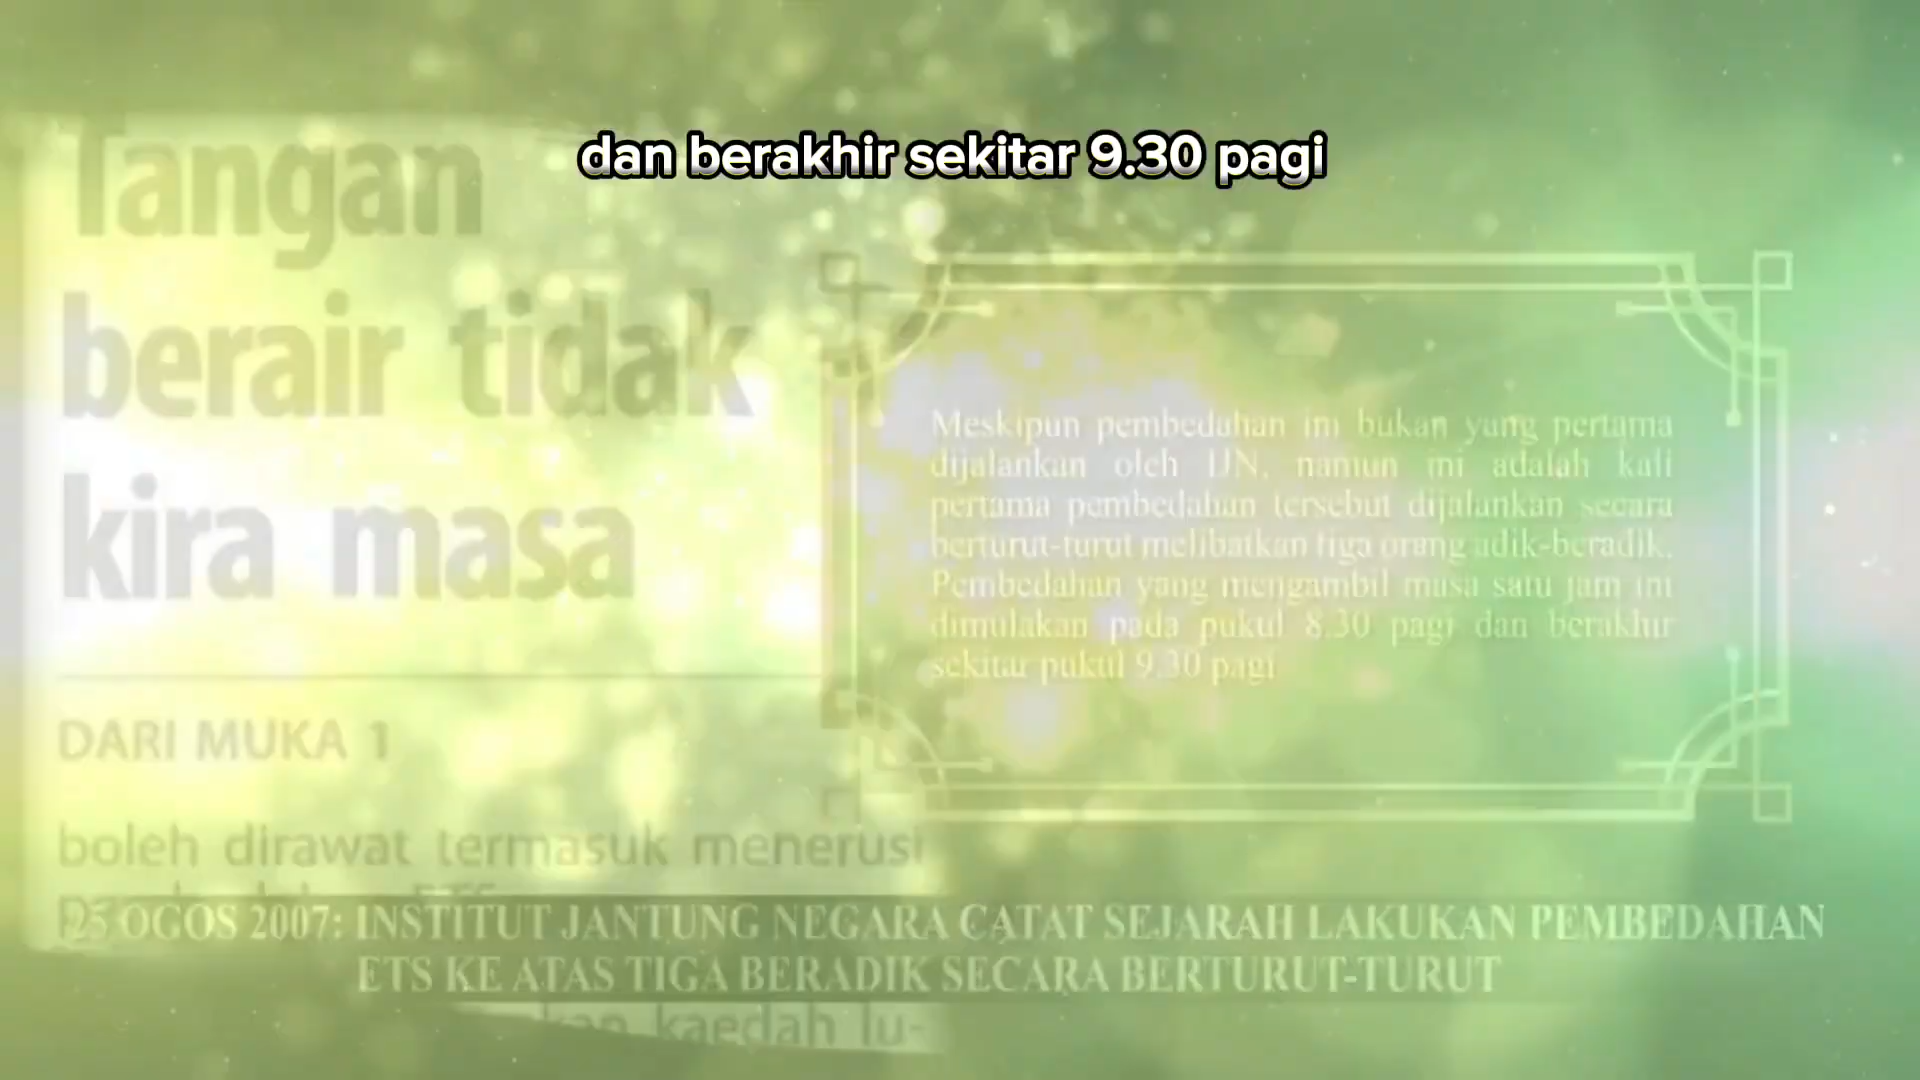 dan berakhir sekitar 9.30 pagi
Tangan
berair tidak
kira masa
DARI MUKA 1
boleh dirawat termasuk menerusi
kaedah lu-
Meskipun pembedahan ini bukan yang pertama
dijalankan oleh IJN, namun ini adalah kali
pertama pembedahan tersebut dijalankan secara
berturut-turut melibatkan tiga orang adik-beradik.
Pembedahan yang mengambil masa satu jam ini
dimulakan pada pukul 8.30 pagi dan berakhir
sekitar pukul 9.30 pagi
25 OGOS 2007: INSTITUT JANTUNG NEGARA CATAT SEJARAH LAKUKAN PEMBEDAHAN
ETS KE ATAS TIGA BERADIK SECARA BERTURUT-TURUT